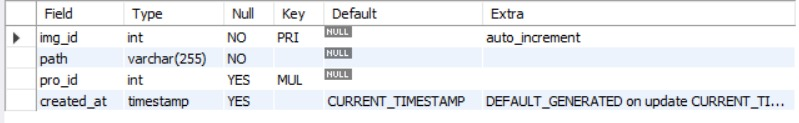 Field Type Null Key Default Extra
img_id int NO PRI NULL auto_increment
path varchar(255) NO NULL
pro_id int YES MUL NULL
created_at timestamp YES CURRENT_TIMESTAMP DEFAULT_GENERATED on update CURRENT_TI...